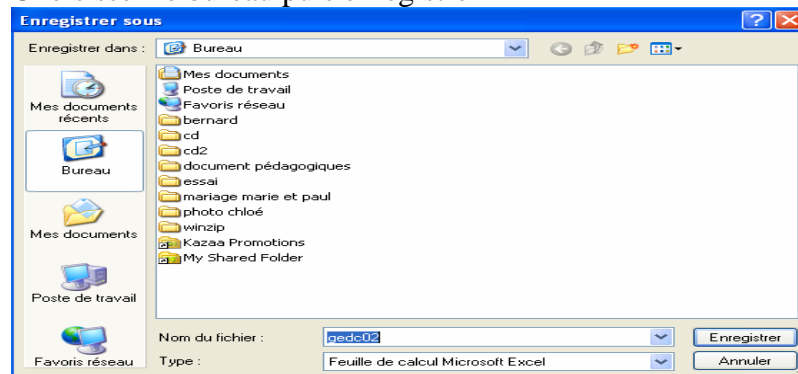 Enregistrer sous
Enregistrer dans :
Bureau
Mes documents récents
Bureau
Mes documents
Poste de travail
Favoris réseau
Mes documents
Poste de travail
Favoris réseau
bernard
cd
cd2
document pédagogiques
essai
mariage marie et paul
photo chloé
winzip
Kazaa Promotions
My Shared Folder
Nom du fichier :
gedc02
Enregistrer
Type :
Feuille de calcul Microsoft Excel
Annuler